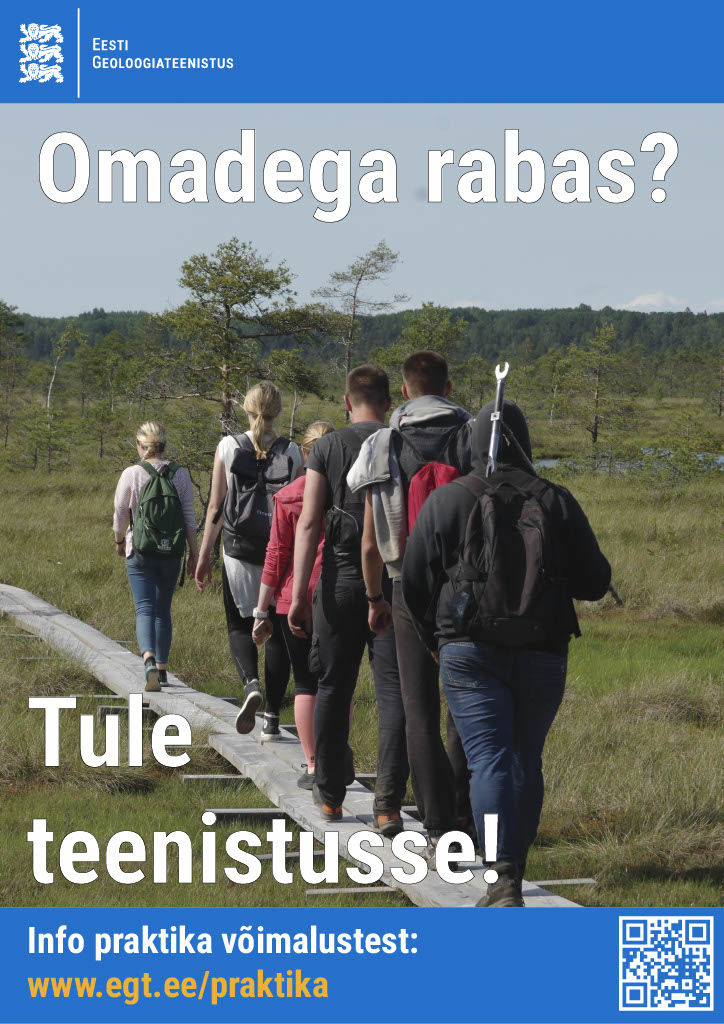 EESTI
GEOLOOGIATEENISTUS
Omadega rabas?
Tule
teenistusse!
Info praktika võimalustest:
www.egt.ee/praktika